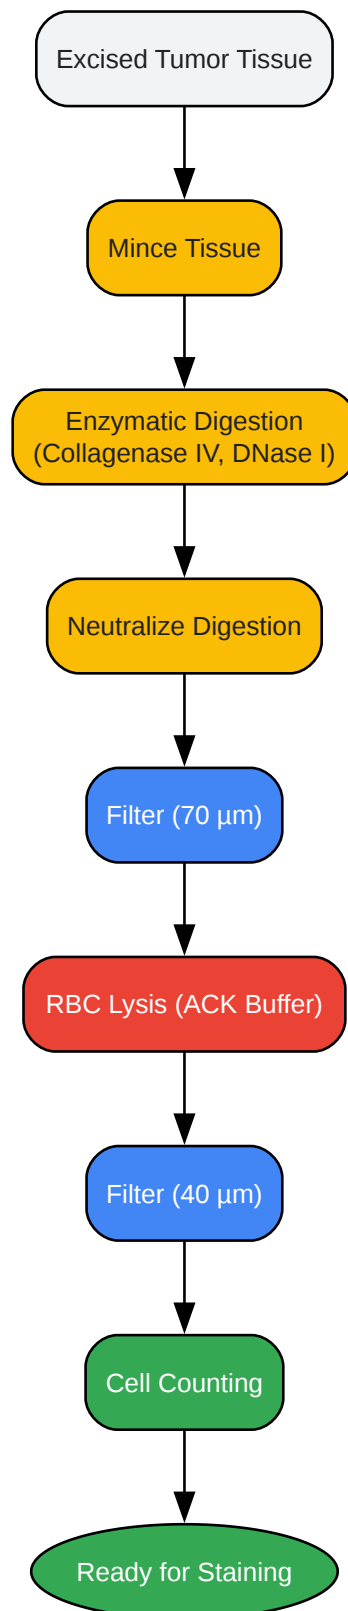 Excised Tumor Tissue
Mince Tissue
Enzymatic Digestion
(Collagenase IV, DNase I)
Neutralize Digestion
Filter (70 µm)
RBC Lysis (ACK Buffer)
Filter (40 µm)
Cell Counting
Ready for Staining